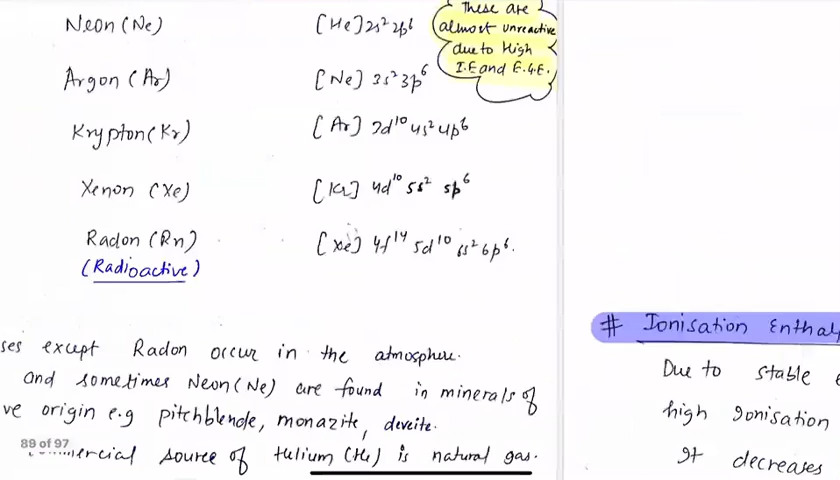 Neon (Ne) [He] 2s² 2p⁶
These are
almost unreactive
due to High
I.E and E.G.E.
Argon (Ar) [Ne] 3s² 3p⁶
Krypton (Kr) [Ar] 3d¹⁰ 4s² 4p⁶
Xenon (Xe) [Kr] 4d¹⁰ 5s² 5p⁶
Radon (Rn) [Xe] 4f¹⁴ 5d¹⁰ 6s² 6p⁶.
(Radioactive)
ses except Radon occur in the atmosphere.
and sometimes Neon (Ne) are found in minerals of
ve origin e.g pitchblende, monazite, cleveite.
mmercial source of Helium (He) is natural gas.
89 of 97
# Ionisation Enthal
Due to stable
high Ionisation
It decreases